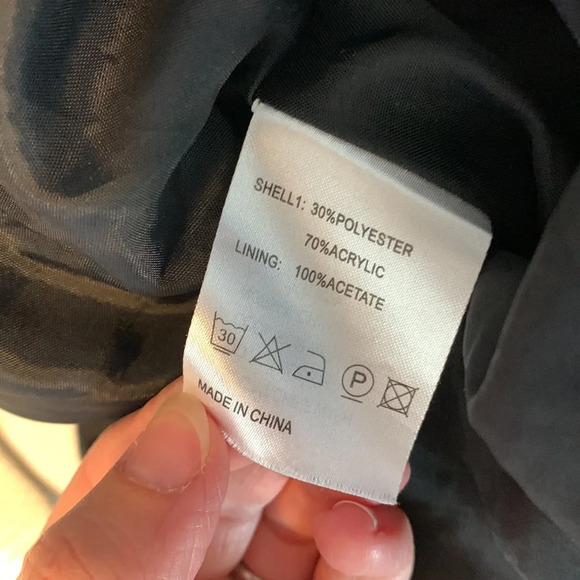 SHELL1: 30%POLYESTER
70%ACRYLIC
LINING: 100%ACETATE
30 P
MADE IN CHINA